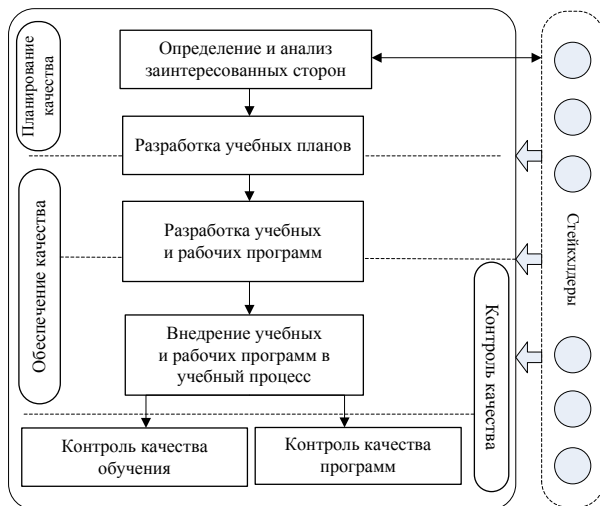 Планирование
качества
Определение и анализ
заинтересованных сторон
Разработка учебных планов
Обеспечение качества
Разработка учебных
и рабочих программ
Внедрение учебных
и рабочих программ в
учебный процесс
Контроль качества
обучения
Контроль качества
программ
Контроль качества
Стейкхлдеры